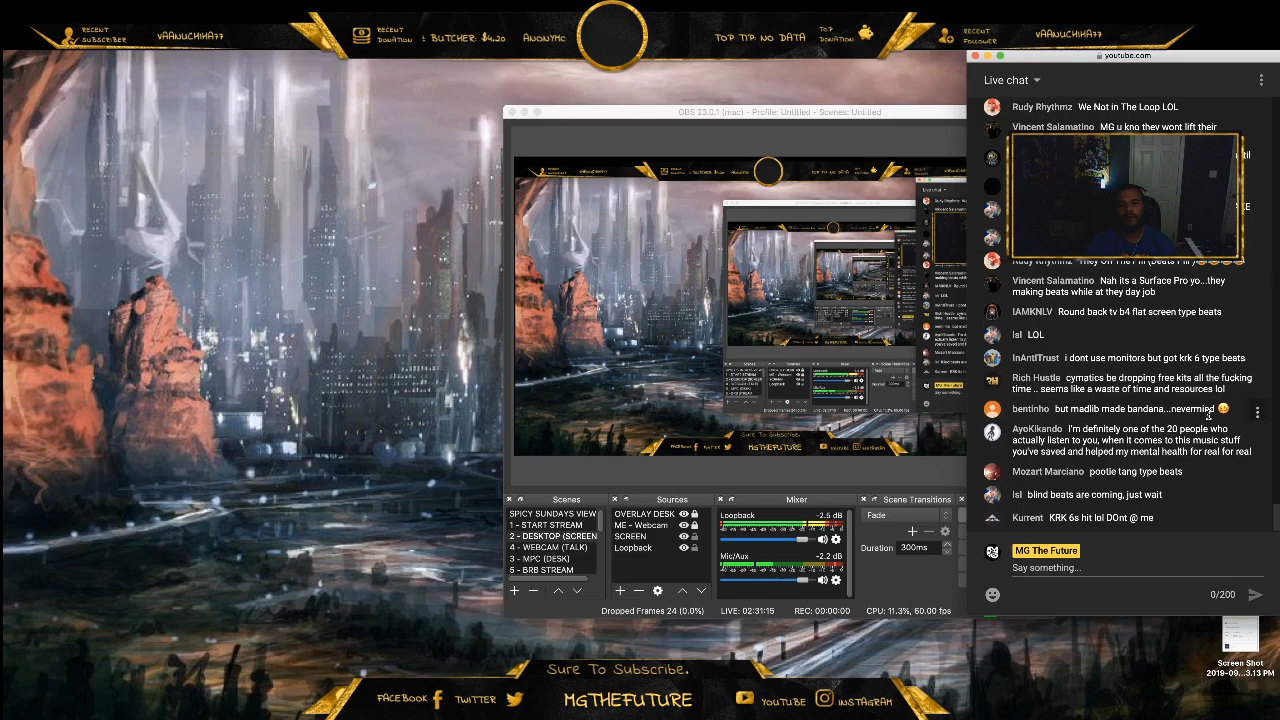 RECENT
SUBSCRIBER
VAANUCHIHA77
RECENT
DONATION
: BUTCHER: $4.20 ANONYMO
TOP TIP: NO DATA
TOP
DONATION
RECENT
FOLLOWER
VAANUCHIHA77
youtube.com
Live chat
Rudy Rhythmz We Not in The Loop LOL
Vincent Salamatino MG u kno they wont lift their
Vincent Salamatino Nah its a Surface Pro yo...they
making beats while at they day job
IAMKNLV Round back tv b4 flat screen type beats
lsl LOL
InAntITrust i dont use monitors but got krk 6 type beats
Rich Hustle cymatics be dropping free kits all the fucking
time .. seems like a waste of time and resources lol
bentinho but madlib made bandana...nevermind
AyoKikando I'm definitely one of the 20 people who
actually listen to you, when it comes to this music stuff
you've saved and helped my mental health for real for real
Mozart Marciano pootie tang type beats
lsl blind beats are coming, just wait
Kurrent KRK 6s hit lol DOnt @ me
MG The Future
Say something...
0/200
OBS 23.0.1 (mac) - Profile: Untitled - Scenes: Untitled
Scenes
SPICY SUNDAYS VIEW
1 - START STREAM
2 - DESKTOP (SCREEN
4 - WEBCAM (TALK)
3 - MPC (DESK)
5 - BRB STREAM
Sources
OVERLAY DESK
ME - Webcam
SCREEN
Loopback
Mixer
Loopback -2.5 dB
Mic/Aux -2.2 dB
Scene Transitions
Fade
Duration 300ms
Dropped Frames 24 (0.0%) LIVE: 02:31:15 REC: 00:00:00 CPU: 11.3%, 60.00 fps
Screen Shot
2019-09...3.13 PM
Sure To Subscribe.
FACEBOOK TWITTER MGTHEFUTURE YOUTUBE INSTAGRAM